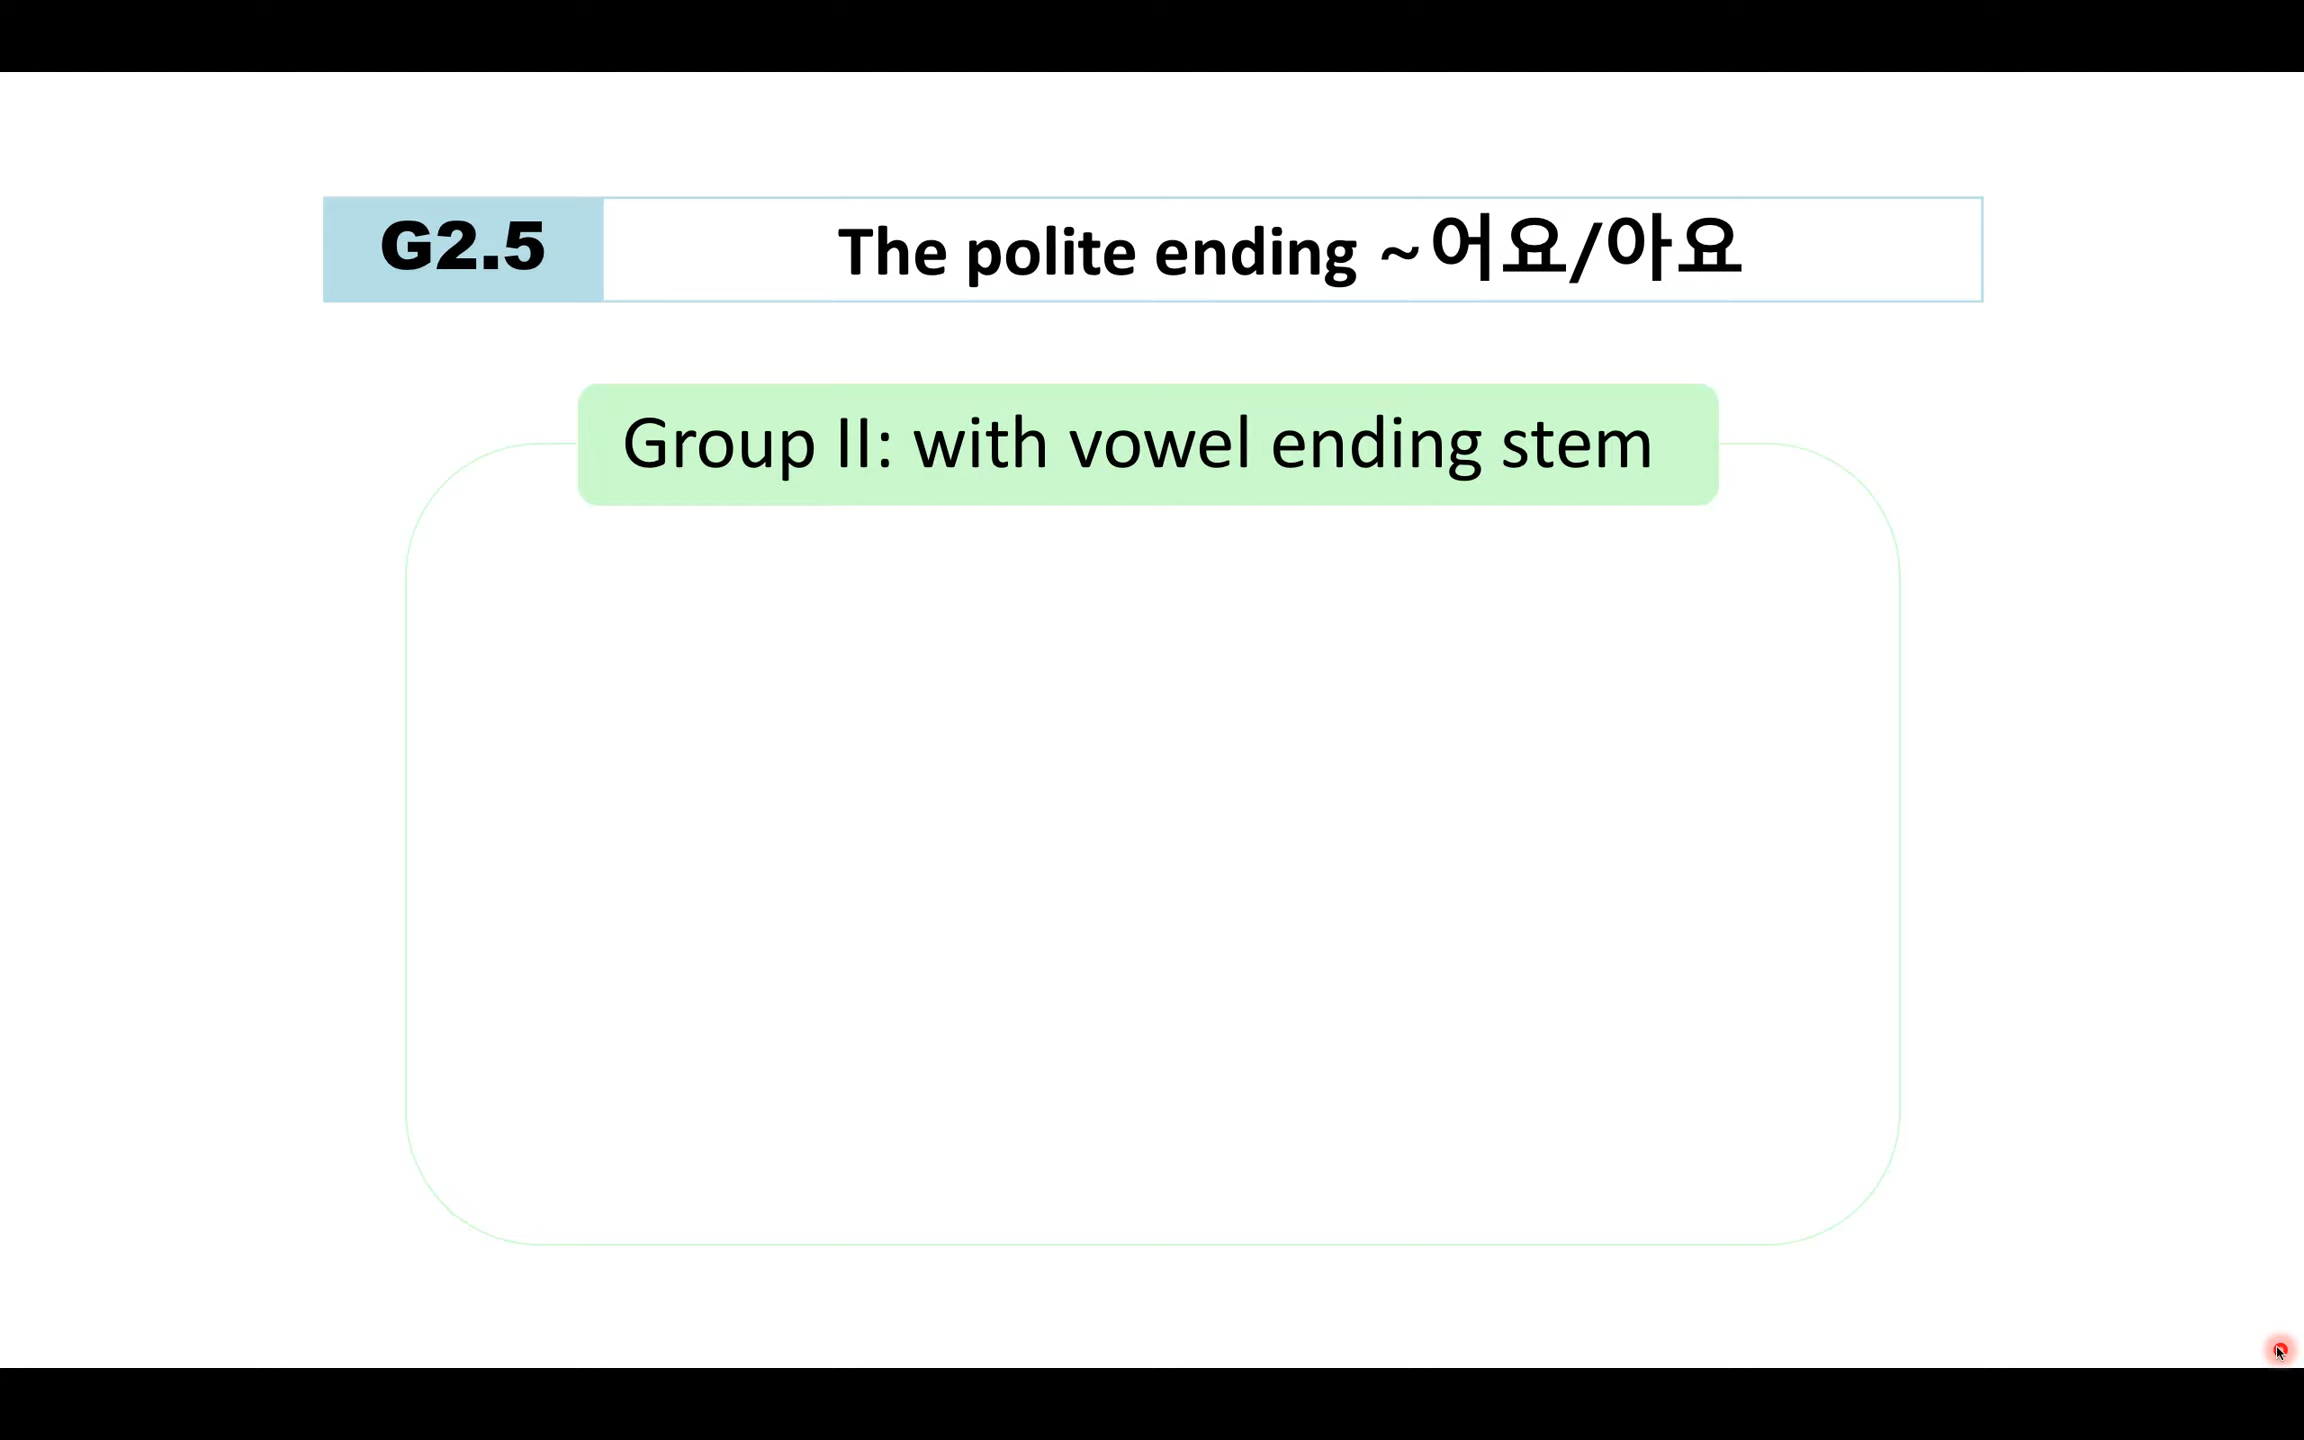 G2.5 The polite ending ~어요/아요
Group II: with vowel ending stem